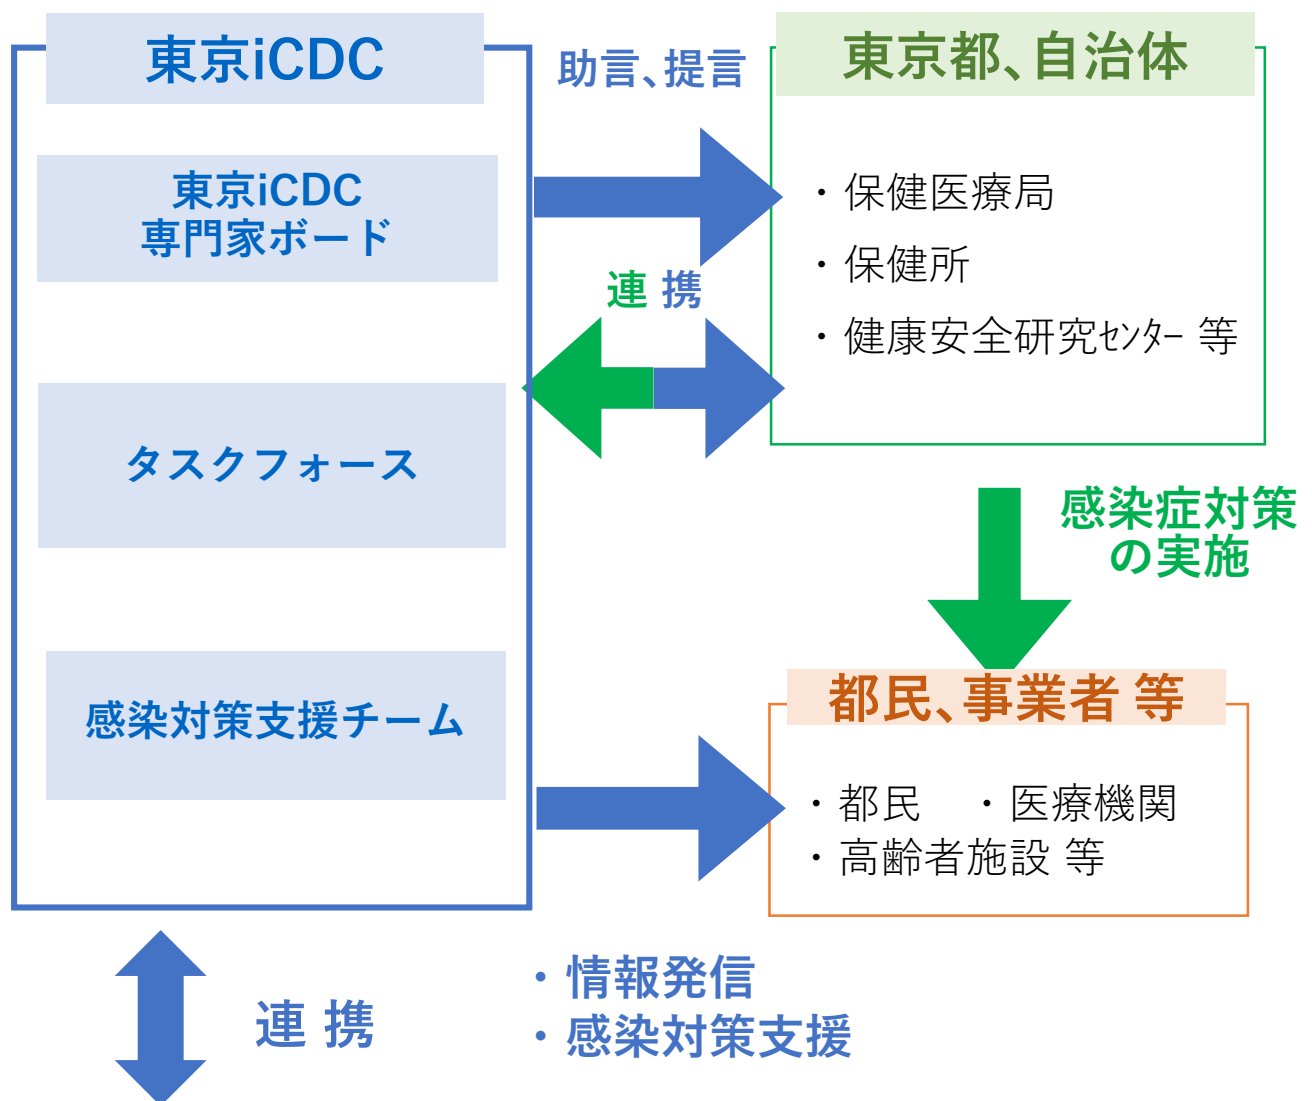 東京iCDC
東京iCDC
専門家ボード
タスクフォース
感染対策支援チーム
助言、提言
連 携
東京都、自治体
・保健医療局
・保健所
・健康安全研究ｾﾝﾀｰ 等
感染症対策
の実施
都民、事業者 等
・都民 ・医療機関
・高齢者施設 等
連 携
・情報発信
・感染対策支援